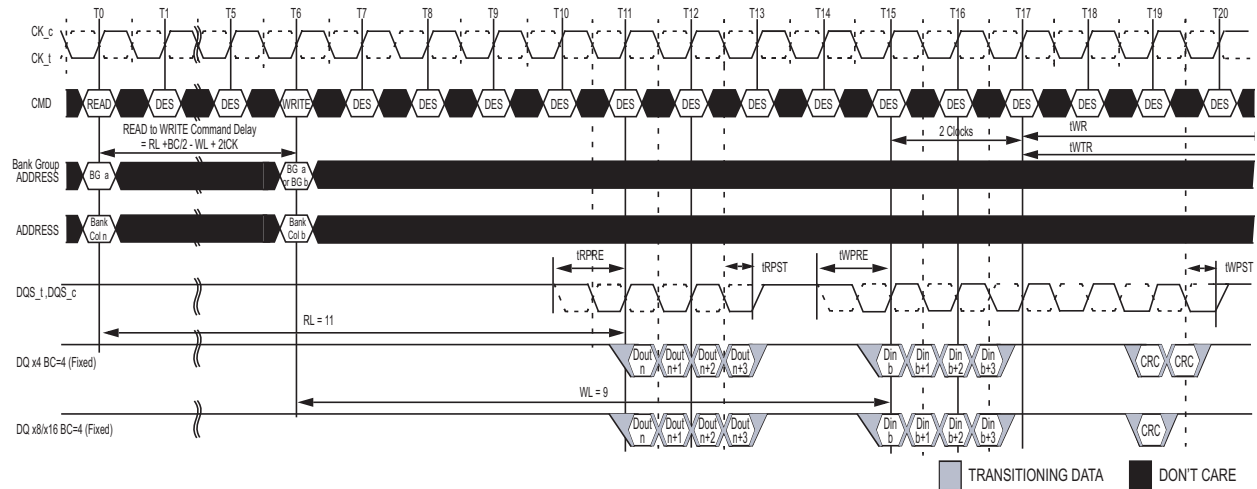 T0 T1 T5 T6 T7 T8 T9 T10 T11 T12 T13 T14 T15 T16 T17 T18 T19 T20
CK_c
CK_t
CMD READ DES DES WRITE DES DES DES DES DES DES DES DES DES DES DES DES DES DES
READ to WRITE Command Delay
= RL +BC/2 - WL + 2tCK
2 Clocks
tWR
tWTR
Bank Group
ADDRESS
BG a
BG a
or BG b
ADDRESS
Bank
Col n
Bank
Col b
tRPRE tRPST tWPRE tWPST
DQS_t,DQS_c
RL = 11
DQ x4 BC=4 (Fixed)
Dout Dout Dout Dout Din Din Din Din CRC CRC
n n+1 n+2 n+3 b b+1 b+2 b+3
WL = 9
DQ x8/x16 BC=4 (Fixed)
Dout Dout Dout Dout Din Din Din Din CRC
n n+1 n+2 n+3 b b+1 b+2 b+3
TRANSITIONING DATA DON'T CARE